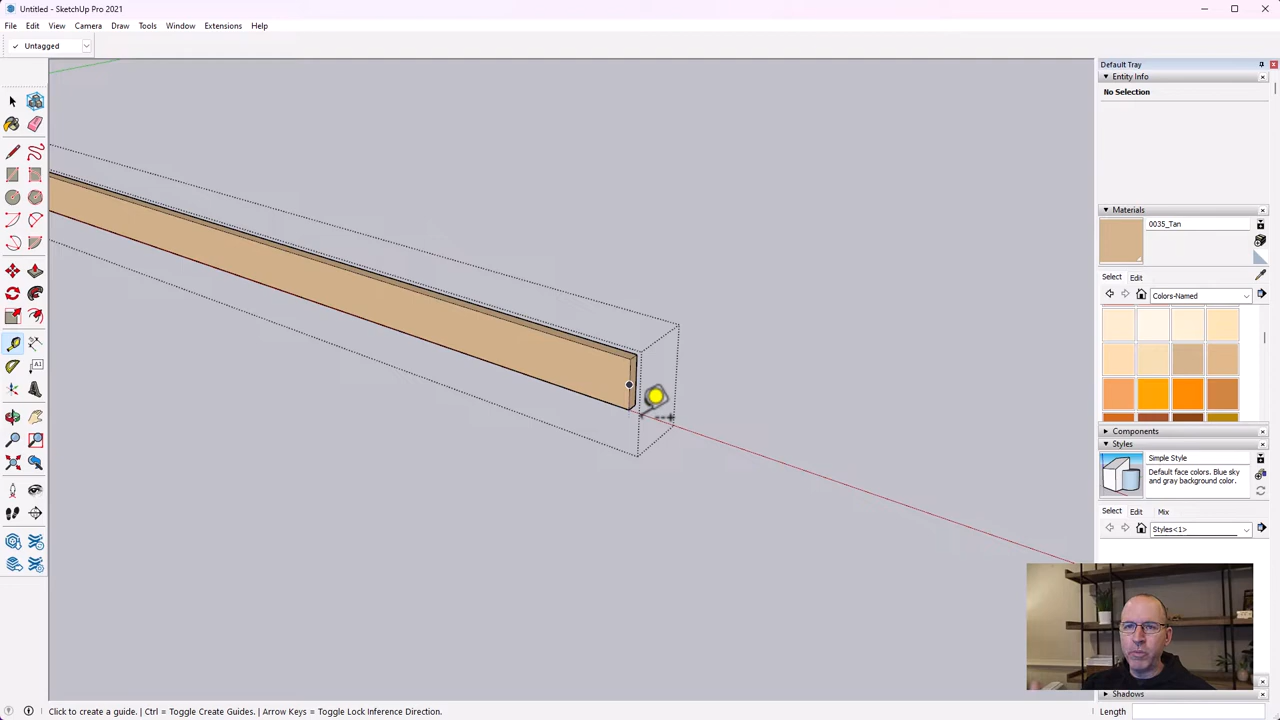 Untitled - SketchUp Pro 2021
File Edit View Camera Draw Tools Window Extensions Help
✓ Untagged
Default Tray
Entity Info
No Selection
Materials
0035_Tan
Select Edit
Colors-Named
Components
Styles
Simple Style
Default face colors. Blue sky
and gray background color.
Select Edit Mix
Styles<1>
Shadows
Click to create a guide. | Ctrl = Toggle Create Guides. | Arrow Keys = Toggle Lock Inference Direction.
Length